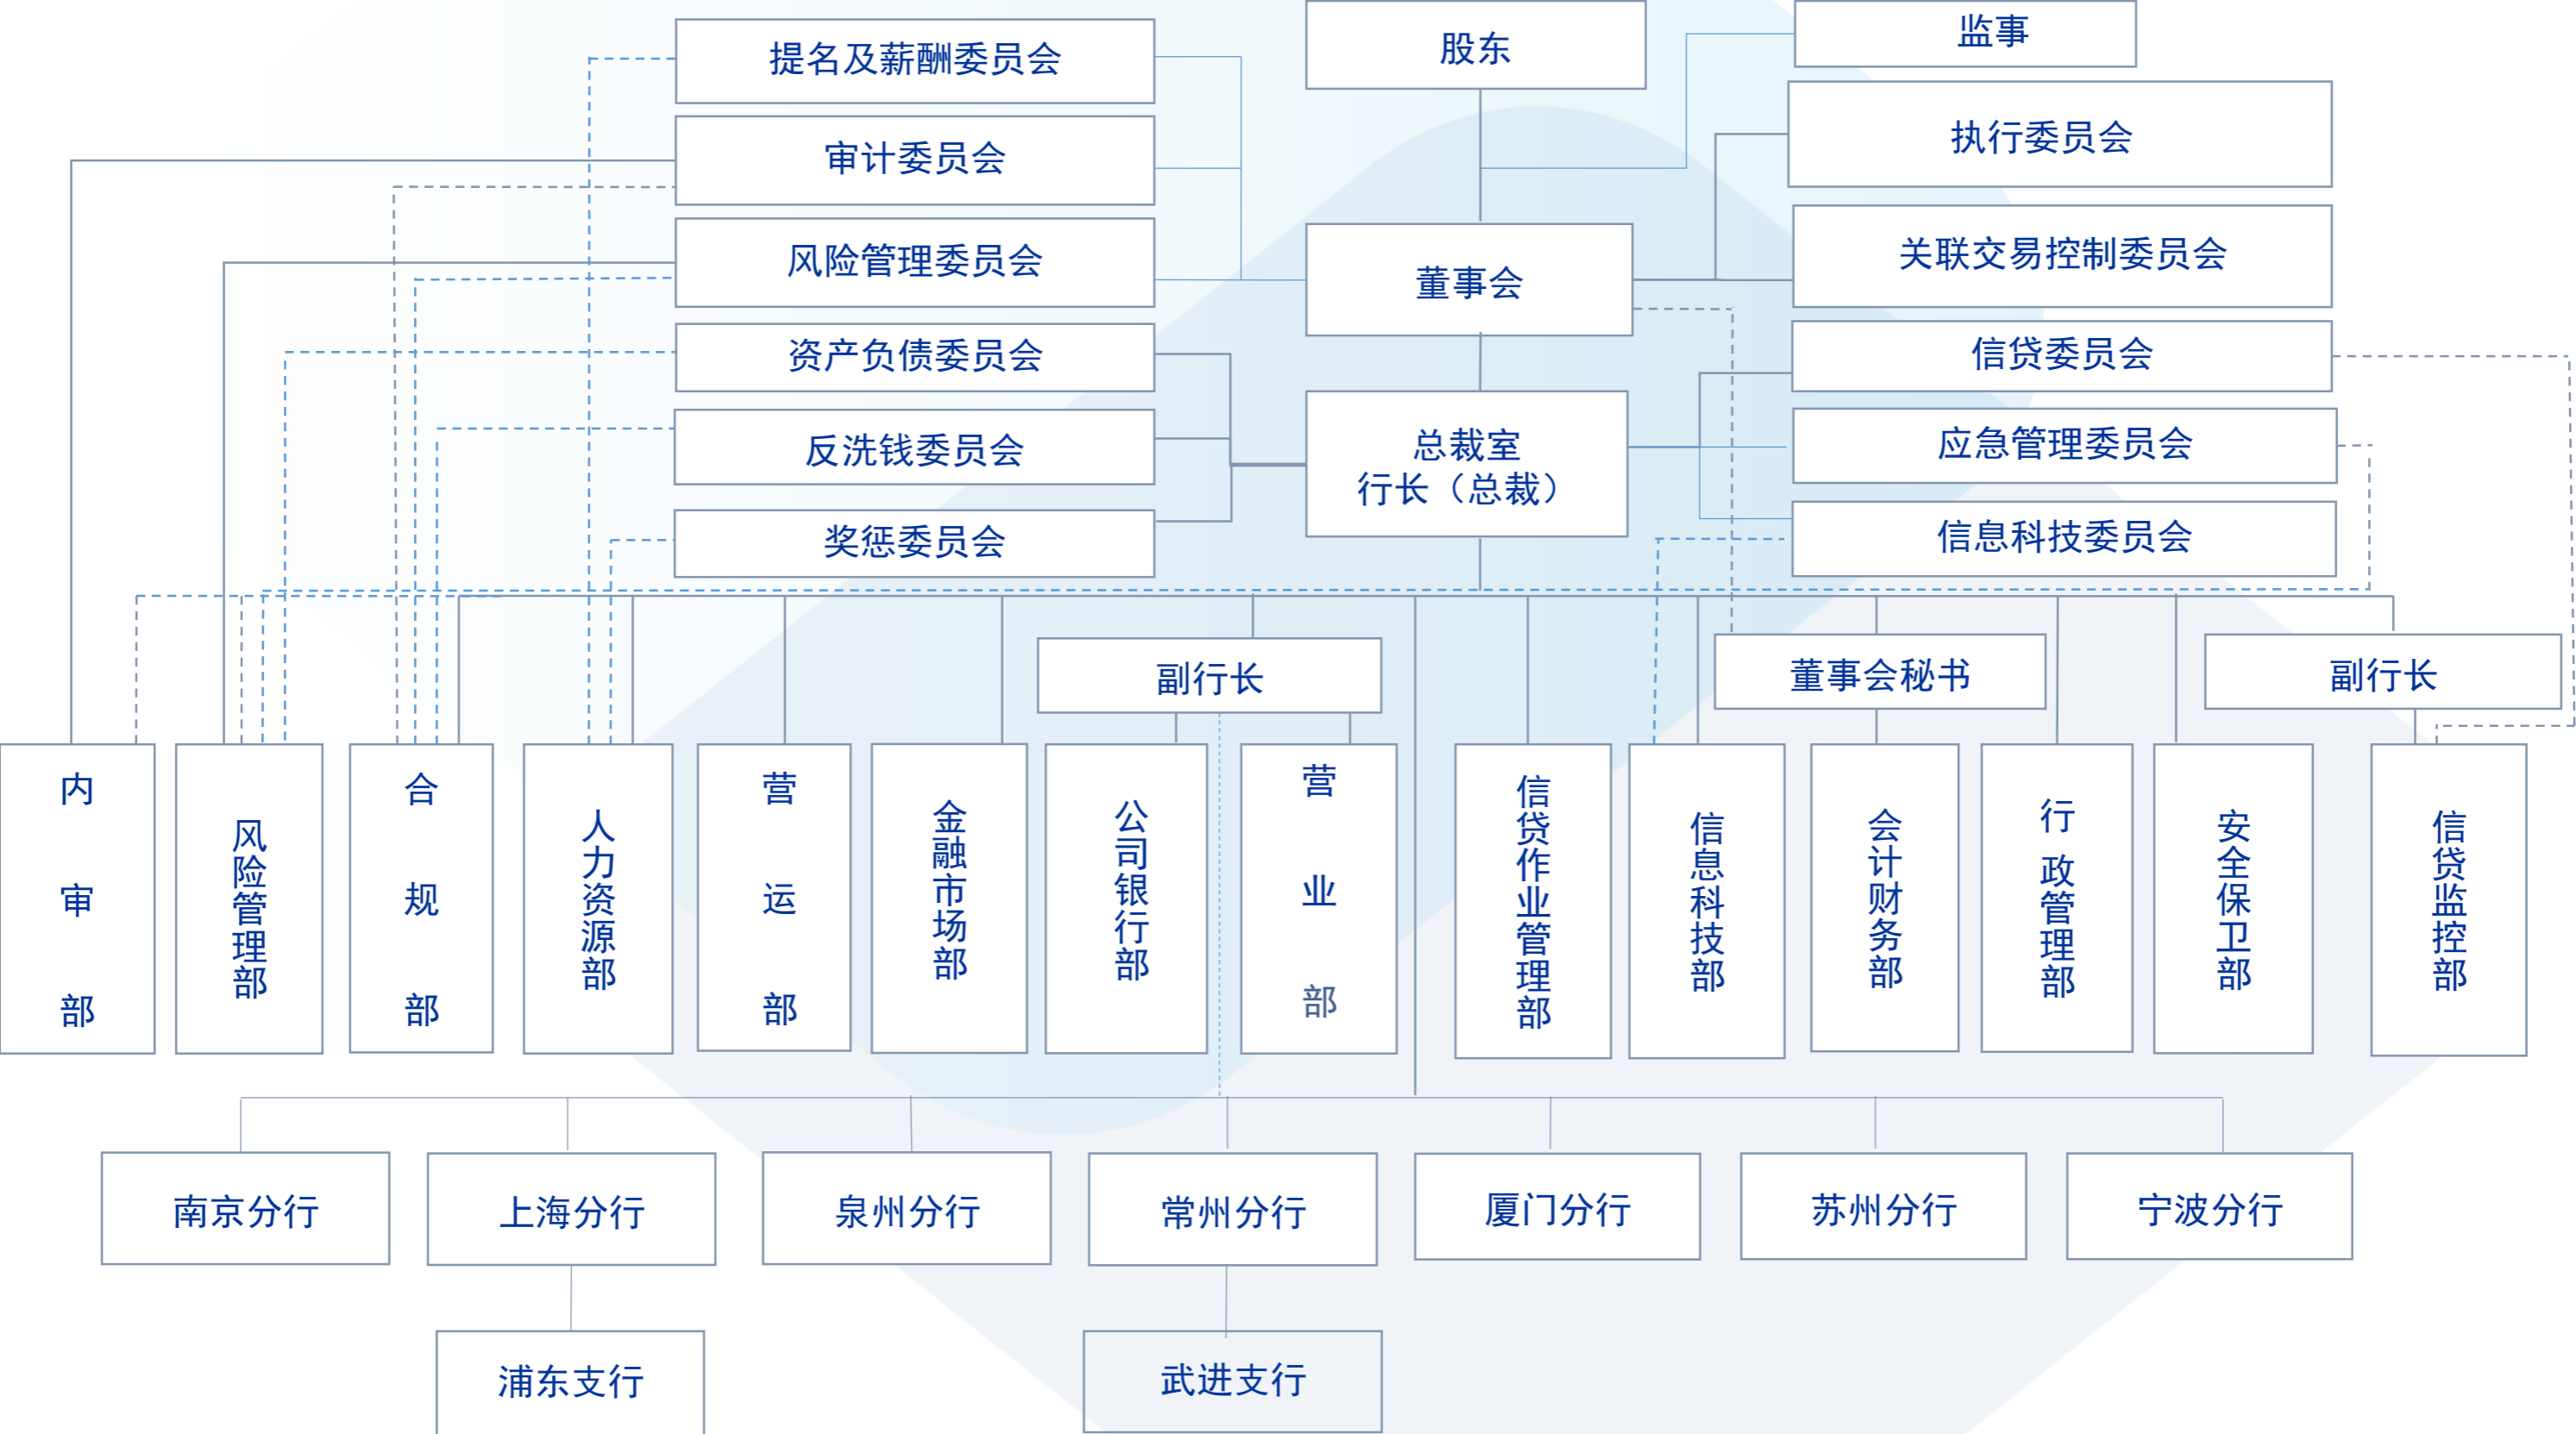 股东
监事
提名及薪酬委员会
审计委员会
风险管理委员会
资产负债委员会
反洗钱委员会
奖惩委员会
董事会
总裁室
行长（总裁）
执行委员会
关联交易控制委员会
信贷委员会
应急管理委员会
信息科技委员会
副行长
董事会秘书
副行长
内审部
风险管理部
合规部
人力资源部
营运部
金融市场部
公司银行部
营业部
信贷作业管理部
信息科技部
会计财务部
行政管理部
安全保卫部
信贷监控部
南京分行
上海分行
泉州分行
常州分行
厦门分行
苏州分行
宁波分行
浦东支行
武进支行